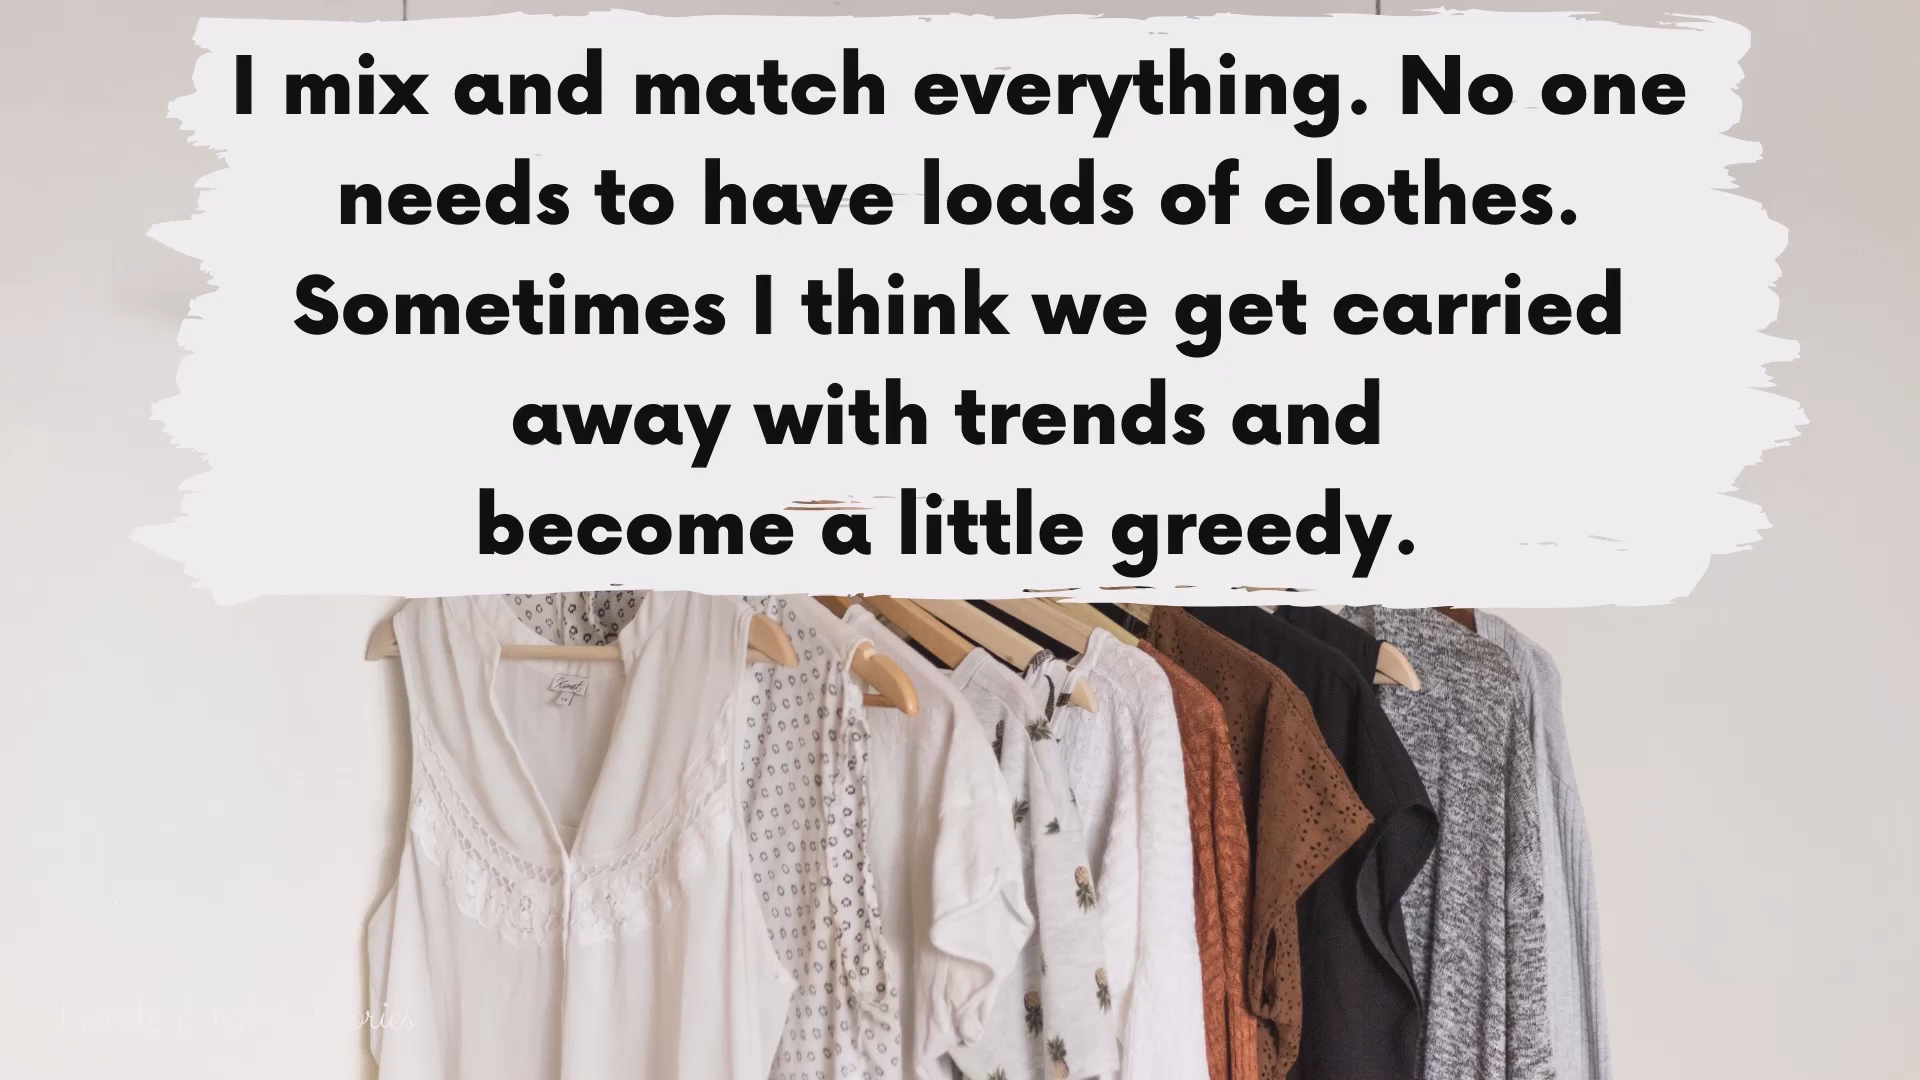 I mix and match everything. No one
needs to have loads of clothes.
Sometimes I think we get carried
away with trends and
become a little greedy.
Stories